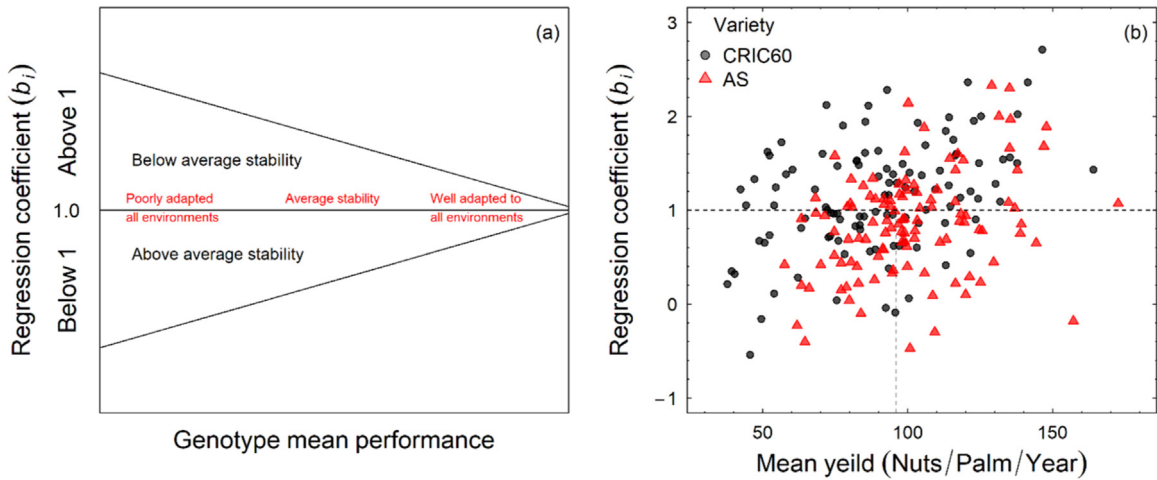 (a)
Regression coefficient (bᵢ)
Above 1
1.0
Below 1
Below average stability
Poorly adapted
all environments
Average stability
Well adapted to
all environments
Above average stability
Genotype mean performance
(b)
Variety
CRIC60
AS
Regression coefficient (bᵢ)
3
2
1
0
−1
50
100
150
Mean yeild (Nuts/Palm/Year)